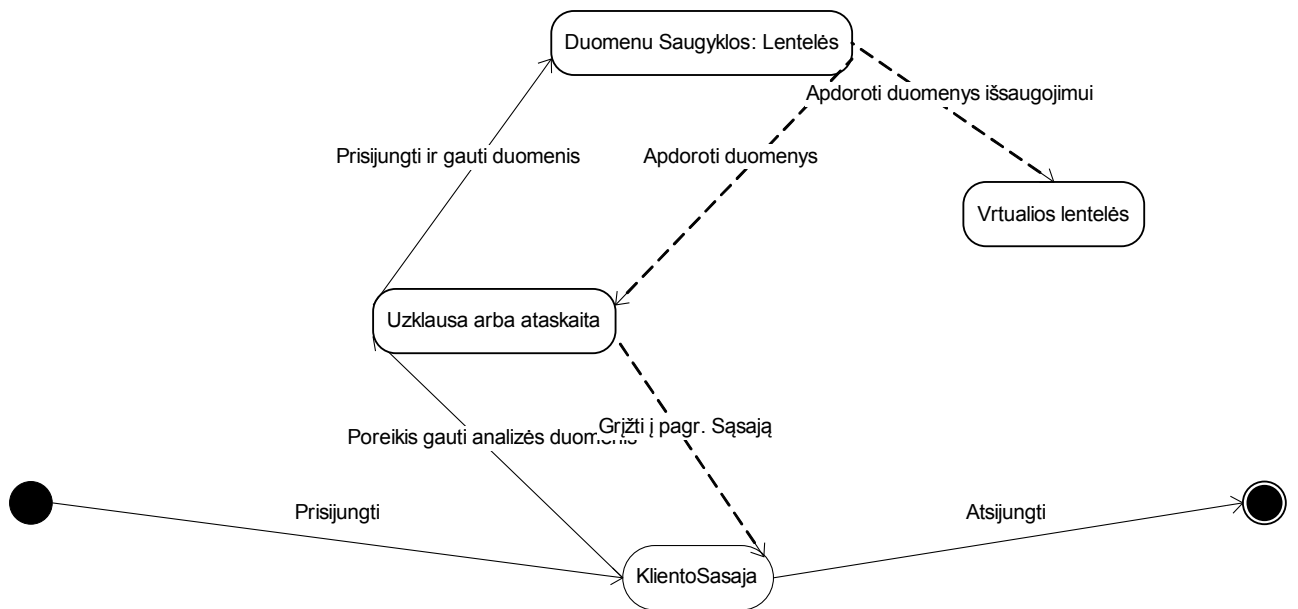 Duomenu Saugyklos: Lentelės
Apdoroti duomenys išsaugojimui
Prisijungti ir gauti duomenis
Apdoroti duomenys
Vrtualios lentelės
Uzklausa arba ataskaita
Grįžti į pagr. Sąsają
Poreikis gauti analizės duomenis
Prisijungti
Atsijungti
KlientoSasaja